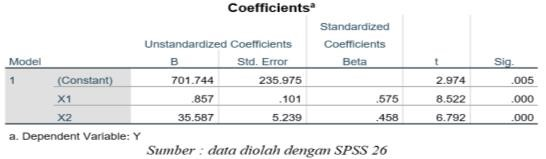 Coefficientsᵃ
Unstandardized Coefficients Standardized Coefficients
Model B Std. Error Beta t Sig.
1 (Constant) 701.744 235.975 2.974 .005
X1 .857 .101 .575 8.522 .000
X2 35.587 5.239 .458 6.792 .000
a. Dependent Variable: Y
Sumber : data diolah dengan SPSS 26